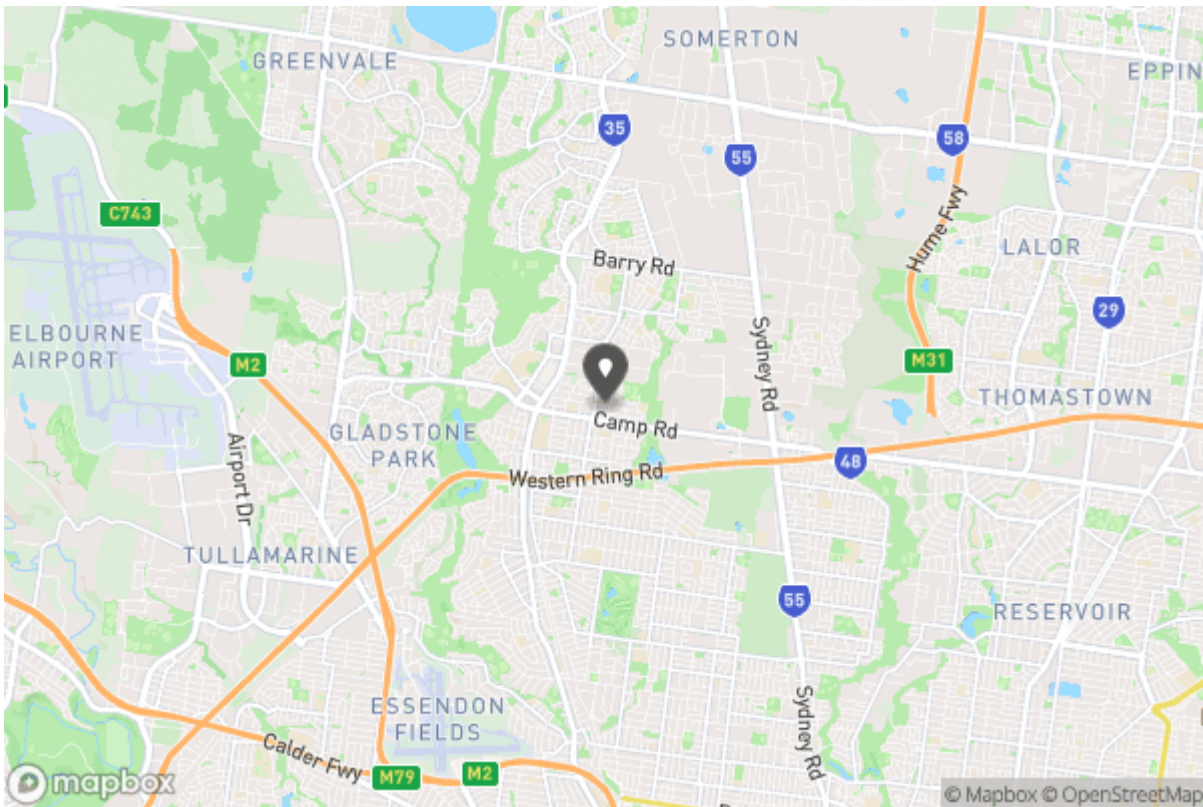 SOMERTON
GREENVALE
EPPIN
35
58
55
C743
Hume Fwy
LALOR
Barry Rd
29
ELBOURNE
AIRPORT
Sydney Rd
M2
M31
THOMASTOWN
Camp Rd
GLADSTONE
PARK
48
Western Ring Rd
Airport Dr
TULLAMARINE
55
RESERVOIR
ESSENDON
FIELDS
Sydney Rd
Calder Fwy
M79
M2
mapbox
© Mapbox © OpenStreetMap